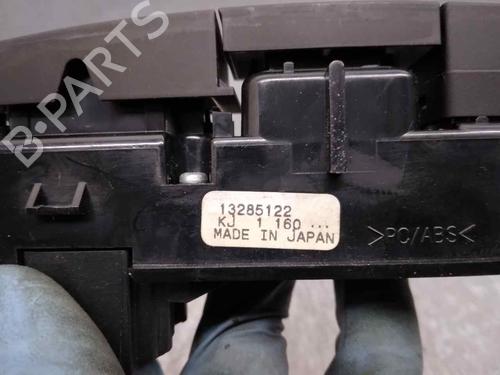 B-PARTS
13285122
KJ 1 160 ...
MADE IN JAPAN
>PC/ABS<